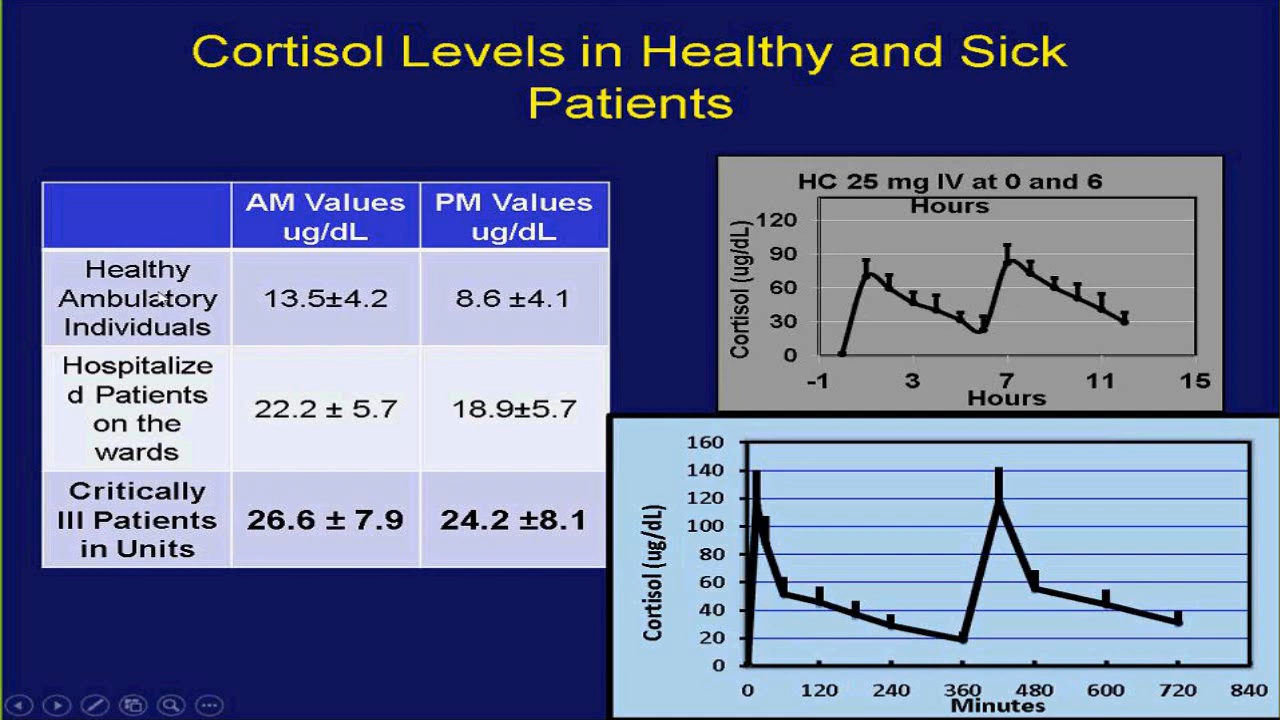 Cortisol Levels in Healthy and Sick
Patients
AM Values
ug/dL
PM Values
ug/dL
Healthy
Ambulatory
Individuals
13.5±4.2
8.6 ±4.1
Hospitalize
d Patients
on the
wards
22.2 ± 5.7
18.9±5.7
Critically
Ill Patients
in Units
26.6 ± 7.9
24.2 ±8.1
HC 25 mg IV at 0 and 6
Hours
Cortisol (ug/dL)
120
90
60
30
0
-1 3 7 11 15
Hours
Cortisol (ug/dL)
160
140
120
100
80
60
40
20
0
0 120 240 360 480 600 720 840
Minutes